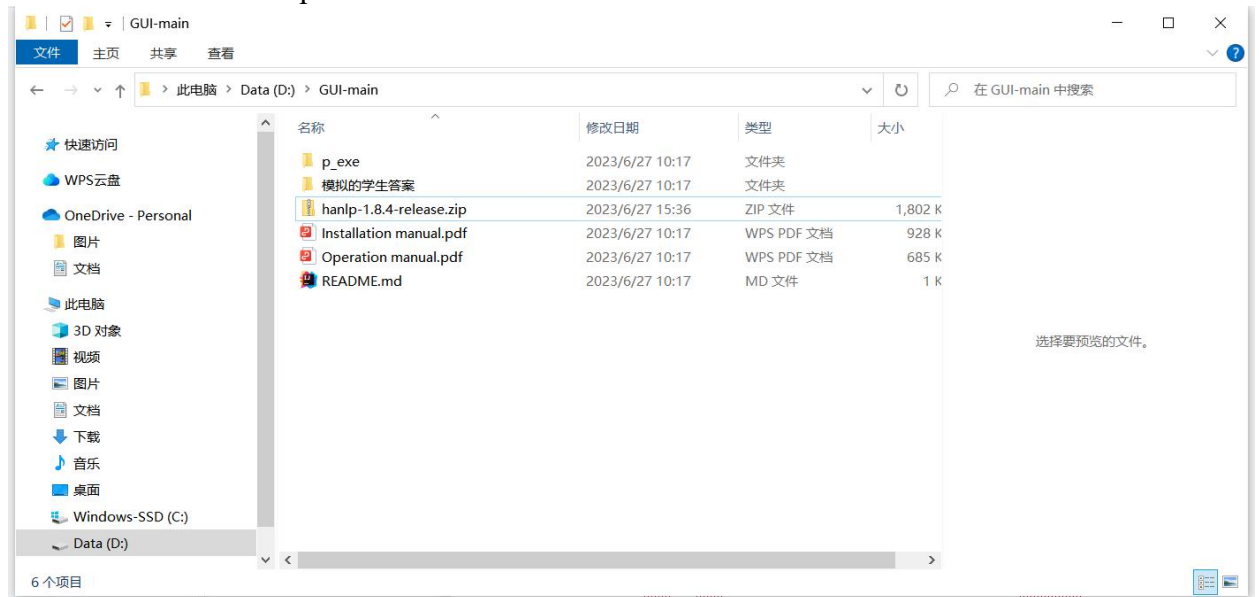 GUI-main
文件 主页 共享 查看
此电脑 > Data (D:) > GUI-main 在 GUI-main 中搜索
名称 修改日期 类型 大小
快速访问
WPS云盘
OneDrive - Personal
图片
文档
此电脑
3D 对象
视频
图片
文档
下载
音乐
桌面
Windows-SSD (C:)
Data (D:)
p_exe 2023/6/27 10:17 文件夹
模拟的学生答案 2023/6/27 10:17 文件夹
hanlp-1.8.4-release.zip 2023/6/27 15:36 ZIP 文件 1,802 K
Installation manual.pdf 2023/6/27 10:17 WPS PDF 文档 928 K
Operation manual.pdf 2023/6/27 10:17 WPS PDF 文档 685 K
README.md 2023/6/27 10:17 MD 文件 1 K
选择要预览的文件。
6 个项目